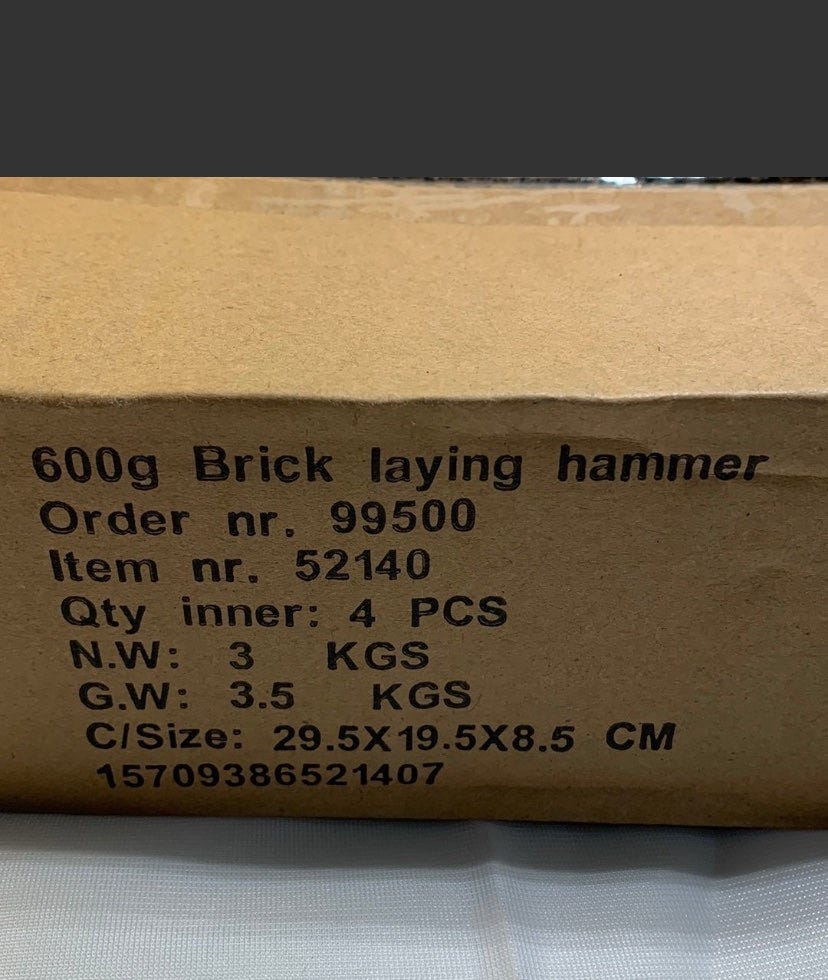 600g Brick laying hammer
Order nr. 99500
Item nr. 52140
Qty inner: 4 PCS
N.W: 3 KGS
G.W: 3.5 KGS
C/Size: 29.5X19.5X8.5 CM
15709386521407